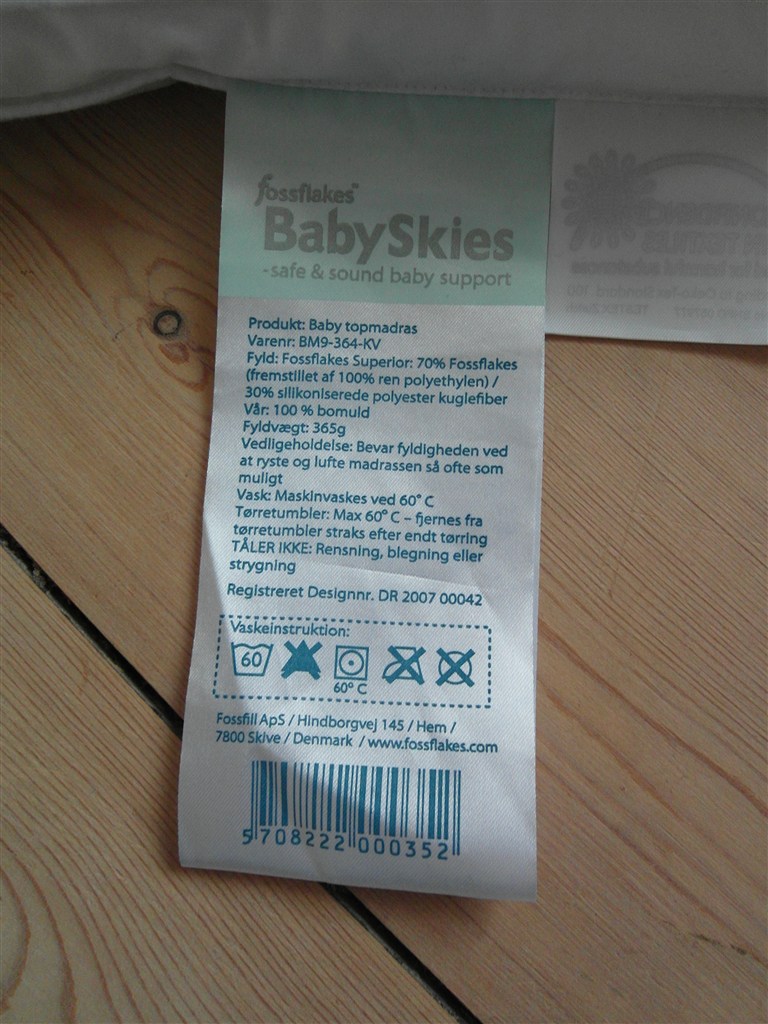 fossflakes™
BabySkies
-safe & sound baby support
Produkt: Baby topmadras
Varenr: BM9-364-KV
Fyld: Fossflakes Superior: 70% Fossflakes
(fremstillet af 100% ren polyethylen) /
30% silikoniserede polyester kuglefiber
Vår: 100 % bomuld
Fyldvægt: 365g
Vedligeholdelse: Bevar fyldigheden ved
at ryste og lufte madrassen så ofte som
muligt
Vask: Maskinvaskes ved 60° C
Tørretumbler: Max 60° C – fjernes fra
tørretumbler straks efter endt tørring
TÅLER IKKE: Rensning, blegning eller
strygning
Registreret Designnr. DR 2007 00042
Vaskeinstruktion:
60
60° C
Fossfill ApS / Hindborgvej 145 / Hem /
7800 Skive / Denmark / www.fossflakes.com
5 708222 000352